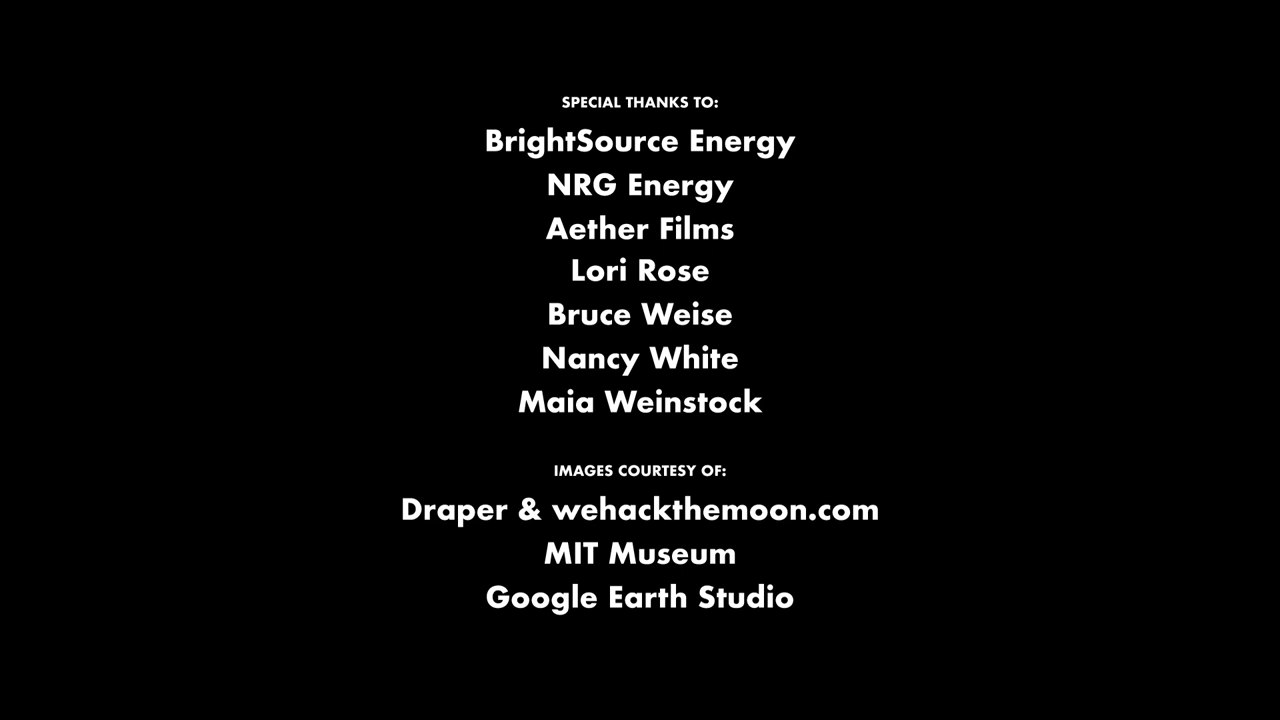 SPECIAL THANKS TO:
BrightSource Energy
NRG Energy
Aether Films
Lori Rose
Bruce Weise
Nancy White
Maia Weinstock
IMAGES COURTESY OF:
Draper & wehackthemoon.com
MIT Museum
Google Earth Studio